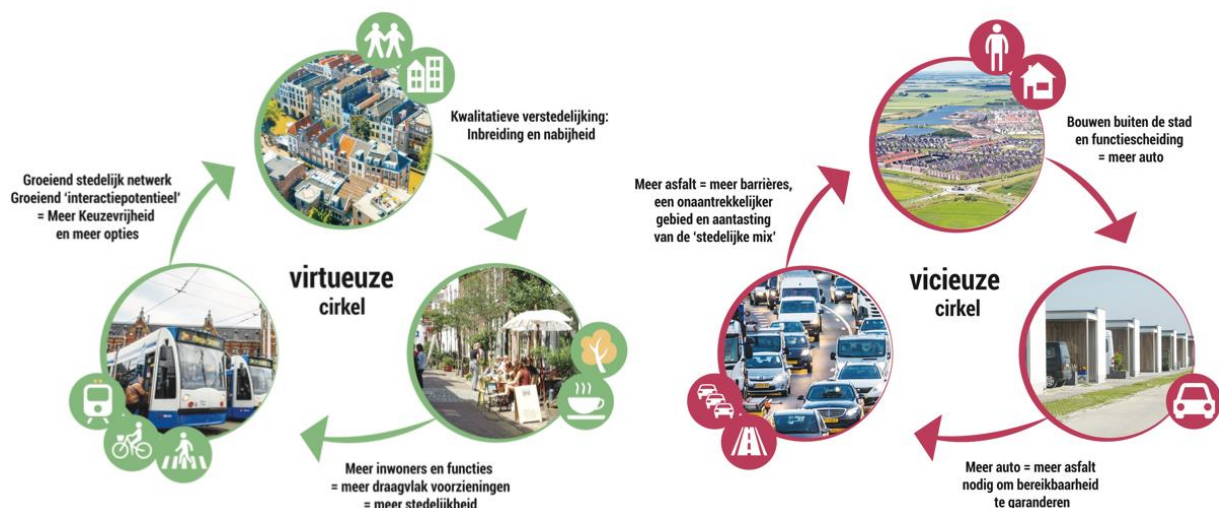 Kwalitatieve verstedelijking:
Inbreiding en nabijheid
Groeiend stedelijk netwerk
Groeiend ‘interactiepotentieel’
= Meer Keuzevrijheid
en meer opties
virtueuze
cirkel
Meer inwoners en functies
= meer draagvlak voorzieningen
= meer stedelijkheid
Bouwen buiten de stad
en functiescheiding
= meer auto
Meer asfalt = meer barrières,
een onaantrekkelijker
gebied en aantasting
van de ‘stedelijke mix’
vicieuze
cirkel
Meer auto = meer asfalt
nodig om bereikbaarheid
te garanderen